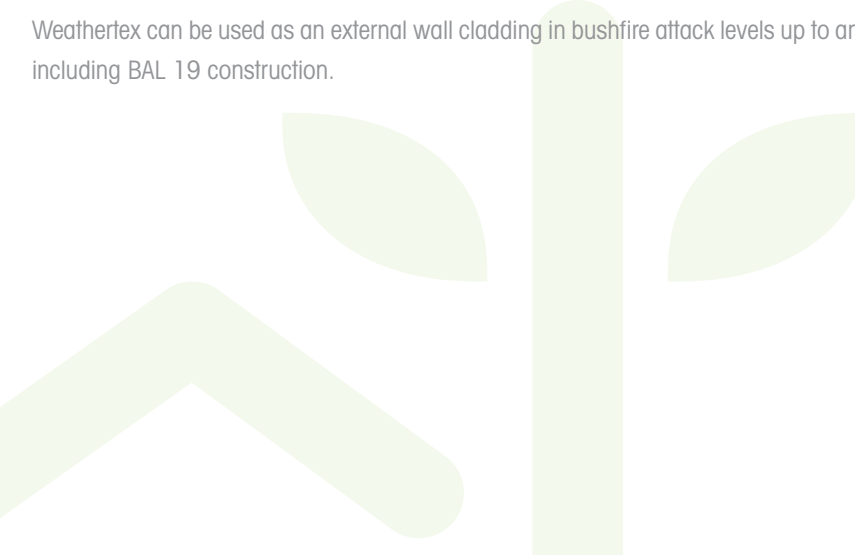 Weathertex can be used as an external wall cladding in bushfire attack levels up to
including BAL 19 construction.